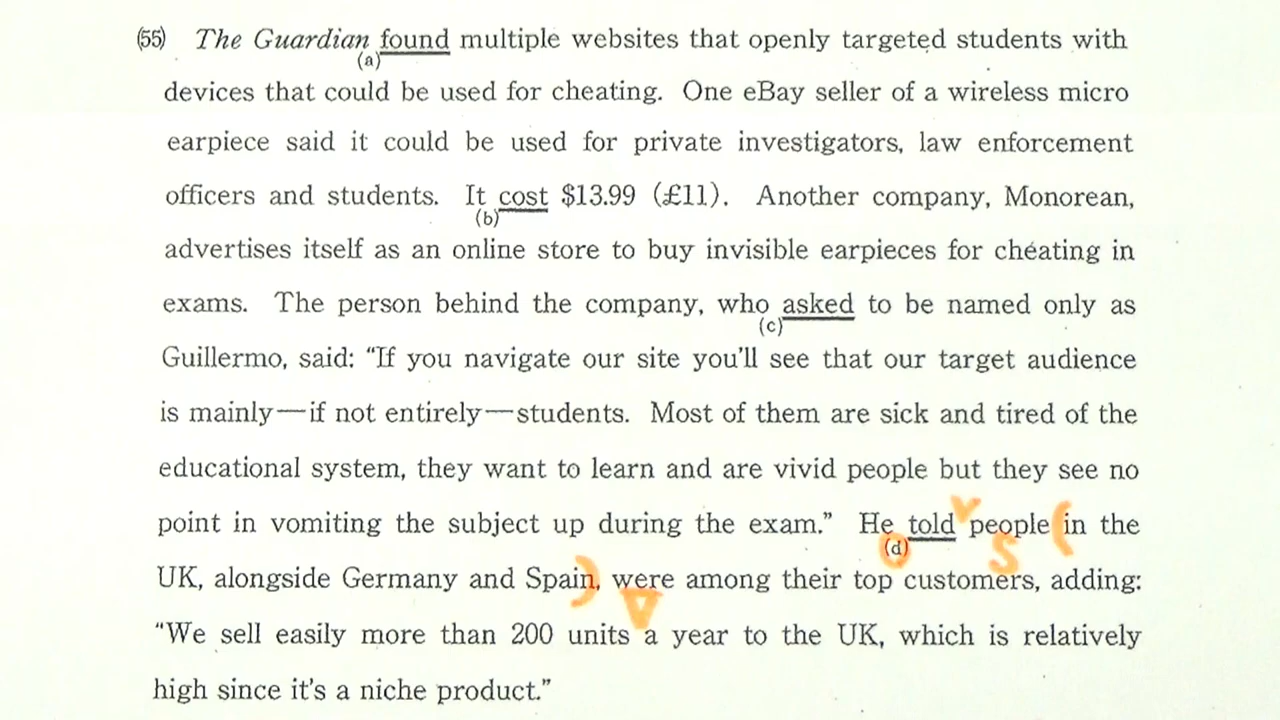 (55) The Guardian found multiple websites that openly targeted students with
(a)
devices that could be used for cheating. One eBay seller of a wireless micro
earpiece said it could be used for private investigators, law enforcement
officers and students. It cost $13.99 (£11). Another company, Monorean,
(b)
advertises itself as an online store to buy invisible earpieces for cheating in
exams. The person behind the company, who asked to be named only as
(c)
Guillermo, said: “If you navigate our site you’ll see that our target audience
is mainly—if not entirely—students. Most of them are sick and tired of the
educational system, they want to learn and are vivid people but they see no
point in vomiting the subject up during the exam.” He told V people (in the
(d) S
UK, alongside Germany and Spain), were among their top customers, adding:
V
“We sell easily more than 200 units a year to the UK, which is relatively
high since it’s a niche product.”